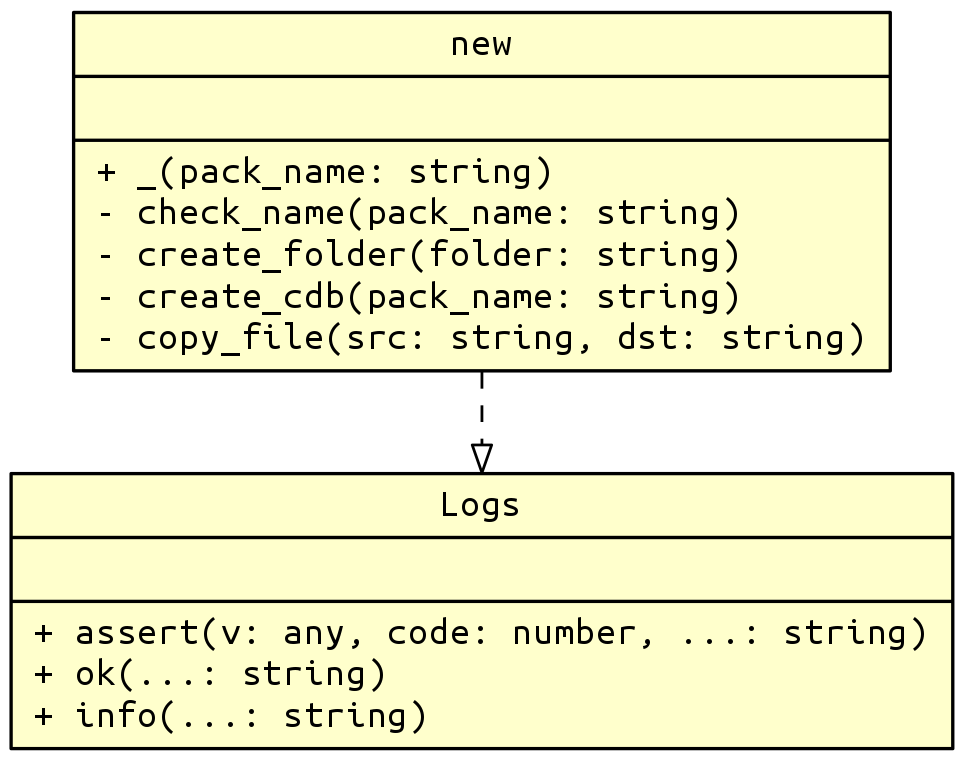 new
+ _(pack_name: string)
- check_name(pack_name: string)
- create_folder(folder: string)
- create_cdb(pack_name: string)
- copy_file(src: string, dst: string)
Logs
+ assert(v: any, code: number, ...: string)
+ ok(...: string)
+ info(...: string)